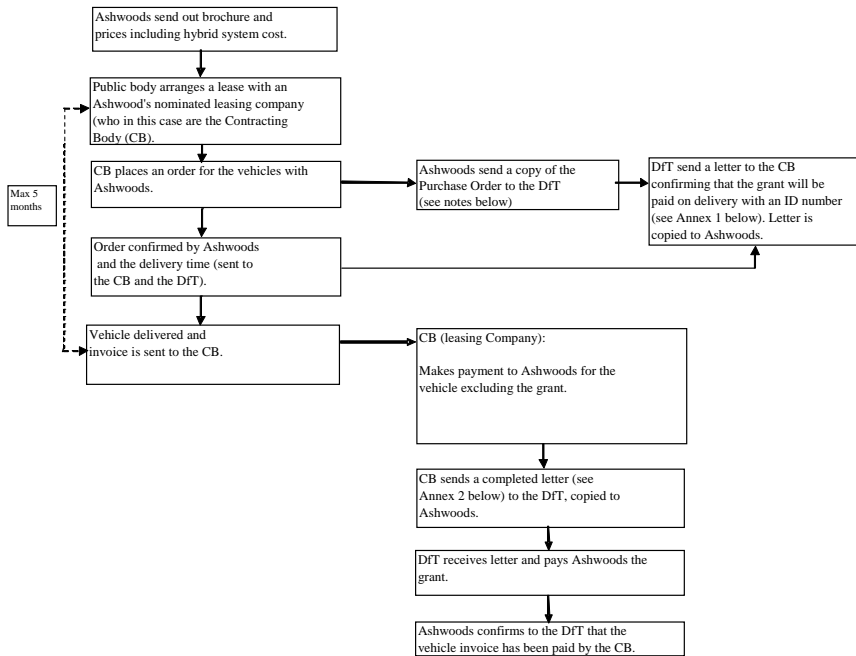 Ashwoods send out brochure and
prices including hybrid system cost.
Public body arranges a lease with an
Ashwood's nominated leasing company
(who in this case are the Contracting
Body (CB).
CB places an order for the vehicles with
Ashwoods.
Ashwoods send a copy of the
Purchase Order to the DfT
(see notes below)
DfT send a letter to the CB
confirming that the grant will be
paid on delivery with an ID number
(see Annex 1 below). Letter is
copied to Ashwoods.
Max 5
months
Order confirmed by Ashwoods
and the delivery time (sent to
the CB and the DfT).
Vehicle delivered and
invoice is sent to the CB.
CB (leasing Company):
Makes payment to Ashwoods for the
vehicle excluding the grant.
CB sends a completed letter (see
Annex 2 below) to the DfT, copied to
Ashwoods.
DfT receives letter and pays Ashwoods the
grant.
Ashwoods confirms to the DfT that the
vehicle invoice has been paid by the CB.